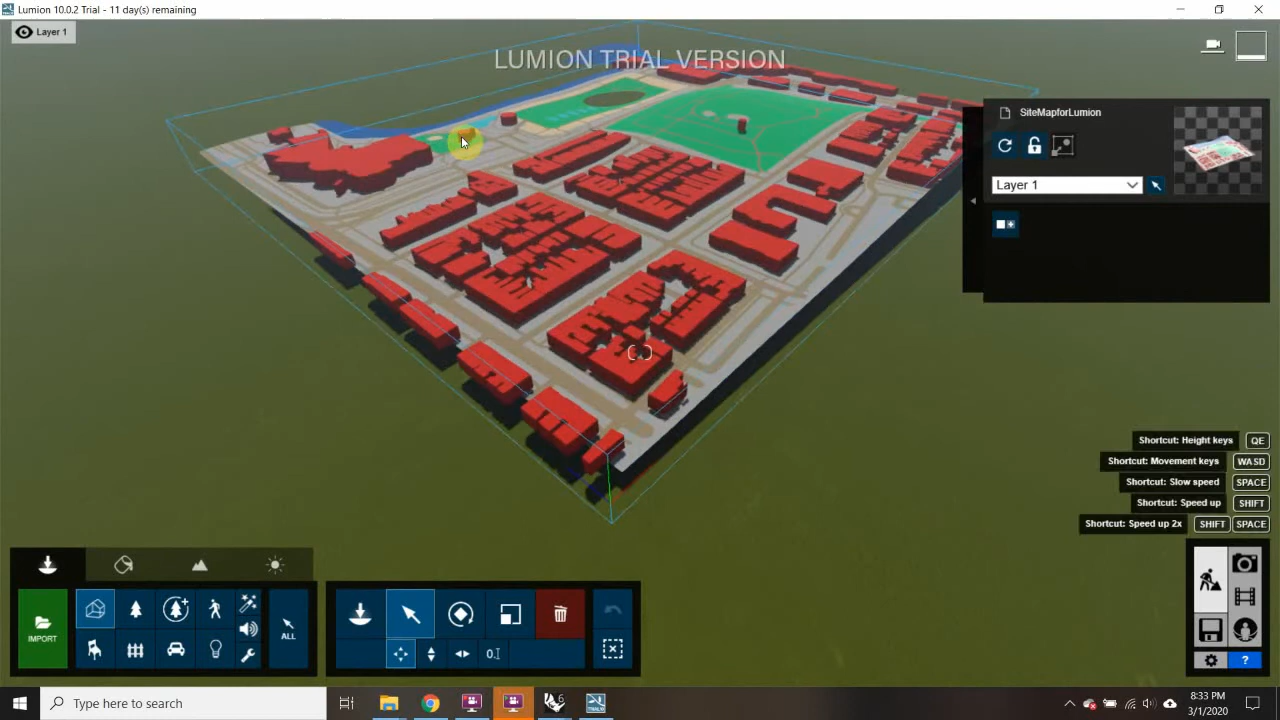 Lumion 10.0.2 Trial - 11 day(s) remaining
Layer 1
LUMION TRIAL VERSION
SiteMapforLumion
Layer 1
Shortcut: Height keys QE
Shortcut: Movement keys WASD
Shortcut: Slow speed SPACE
Shortcut: Speed up SHIFT
Shortcut: Speed up 2x SHIFT SPACE
IMPORT
ALL
?
Type here to search
6
8:33 PM
3/1/2020